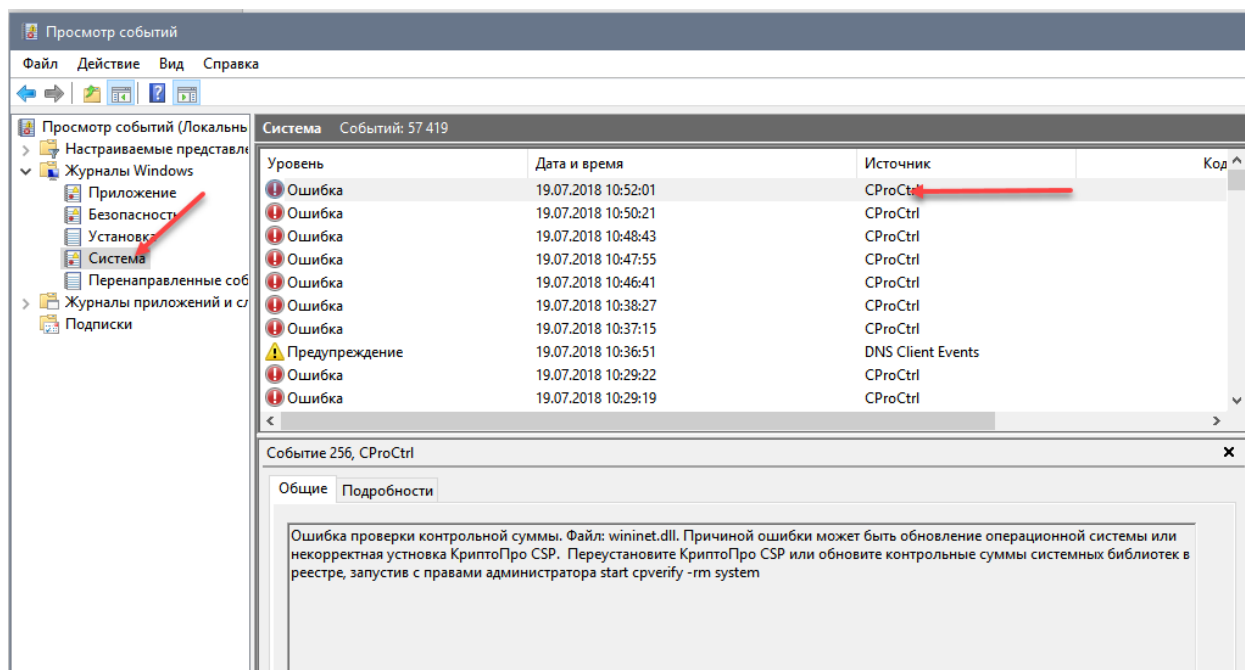 Просмотр событий
Файл Действие Вид Справка
Просмотр событий (Локальнь
Настраиваемые представле
Журналы Windows
Приложение
Безопасность
Установка
Система
Перенаправленные соб
Журналы приложений и сл
Подписки
Система Событий: 57 419
Уровень Дата и время Источник Код
Ошибка 19.07.2018 10:52:01 CProCtrl
Ошибка 19.07.2018 10:50:21 CProCtrl
Ошибка 19.07.2018 10:48:43 CProCtrl
Ошибка 19.07.2018 10:47:55 CProCtrl
Ошибка 19.07.2018 10:46:41 CProCtrl
Ошибка 19.07.2018 10:38:27 CProCtrl
Ошибка 19.07.2018 10:37:15 CProCtrl
Предупреждение 19.07.2018 10:36:51 DNS Client Events
Ошибка 19.07.2018 10:29:22 CProCtrl
Ошибка 19.07.2018 10:29:19 CProCtrl
Событие 256, CProCtrl
Общие Подробности
Ошибка проверки контрольной суммы. Файл: wininet.dll. Причиной ошибки может быть обновление операционной системы или
некорректная устновка КриптоПро CSP. Переустановите КриптоПро CSP или обновите контрольные суммы системных библиотек в
реестре, запустив с правами администратора start cpverify -rm system